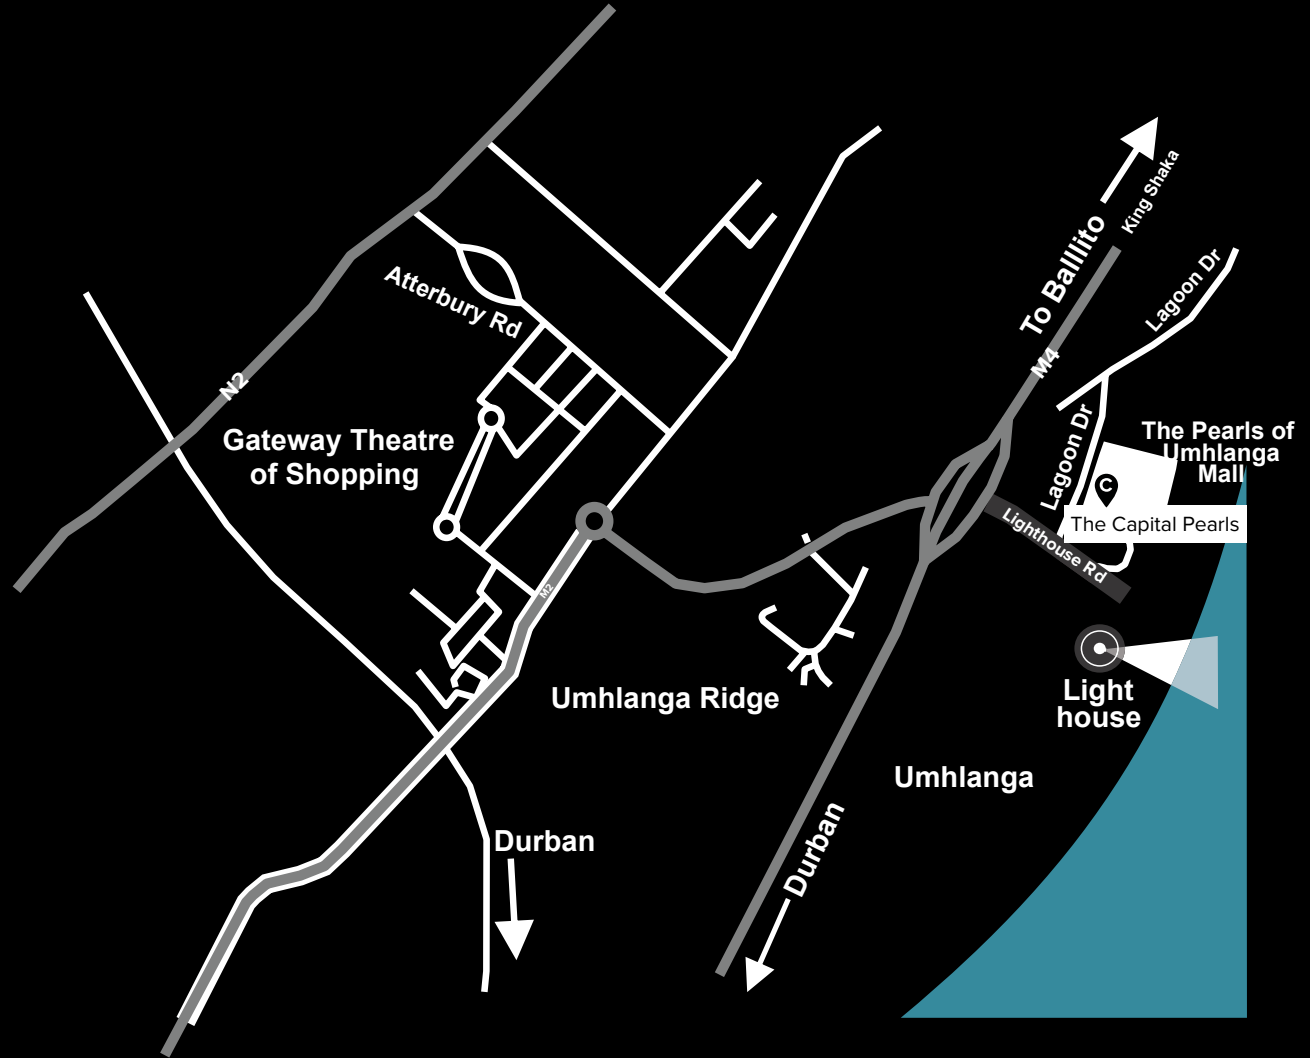 King Shaka
To Balllito
Lagoon Dr
Atterbury Rd
M4
N2
Lagoon Dr
The Pearls of
Umhlanga
Mall
Gateway Theatre
of Shopping
C
The Capital Pearls
Lighthouse Rd
M2
Umhlanga Ridge
Light
house
Umhlanga
Durban
Durban